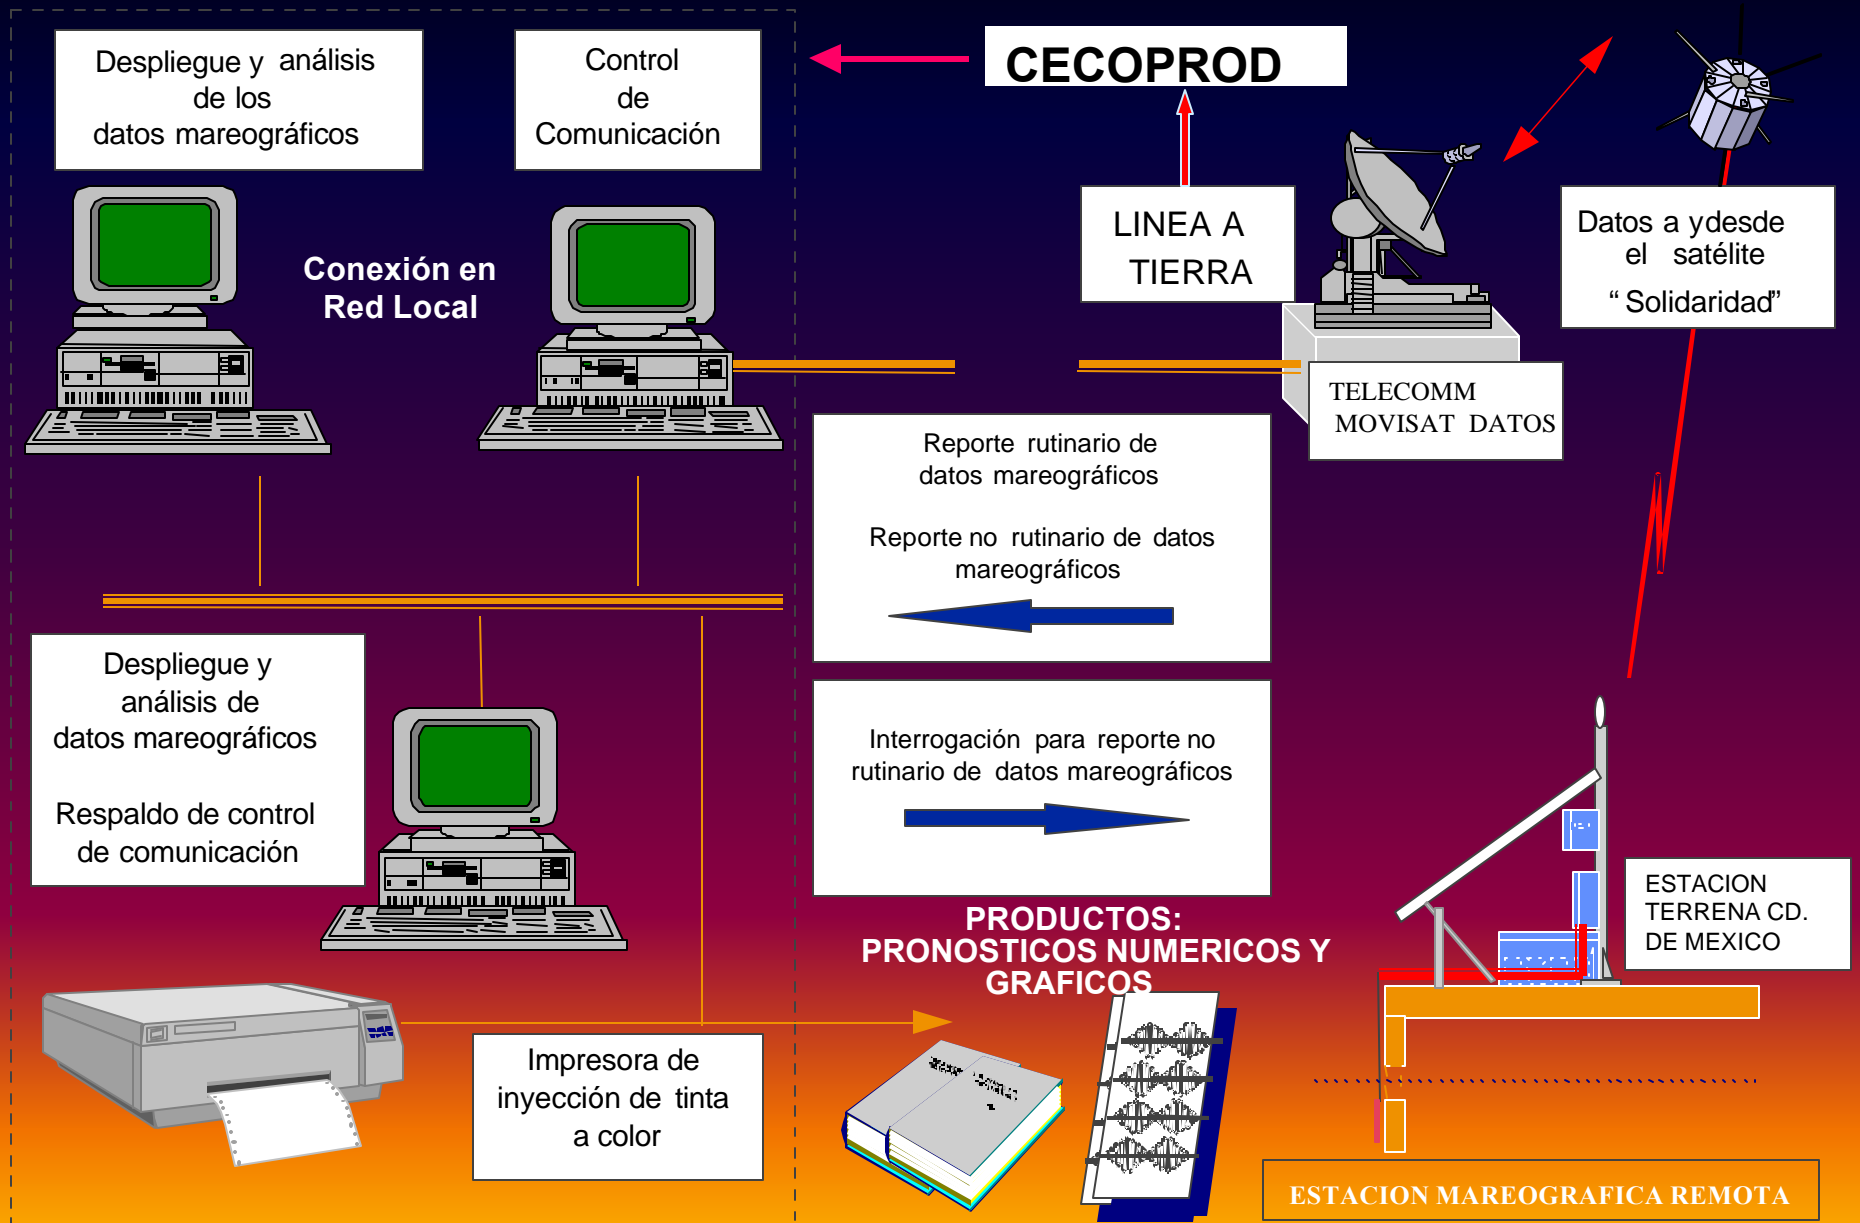 Despliegue y análisis
de los
datos mareográficos
Control
de
Comunicación
CECOPROD
LINEA A
TIERRA
Datos a ydesde
el satélite
“ Solidaridad”
Conexión en
Red Local
TELECOMM
MOVISAT DATOS
Reporte rutinario de
datos mareográficos
Reporte no rutinario de datos
mareográficos
Despliegue y
análisis de
datos mareográficos
Respaldo de control
de comunicación
Interrogación para reporte no
rutinario de datos mareográficos
ESTACION
TERRENA CD.
DE MEXICO
PRODUCTOS:
PRONOSTICOS NUMERICOS Y
GRAFICOS
Impresora de
inyección de tinta
a color
ESTACION MAREOGRAFICA REMOTA